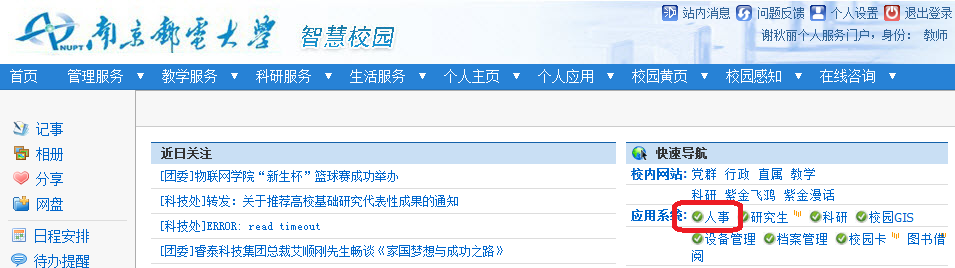 站内消息 问题反馈 个人设置 退出登录
NUPT 南京郵電大學 智慧校园
谢秋丽个人服务门户，身份： 教师
首页 管理服务 教学服务 科研服务 生活服务 个人主页 个人应用 校园黄页 校园感知 在线咨询
记事
相册
分享
网盘
日程安排
待办提醒
近日关注
[团委]物联网学院“新生杯”篮球赛成功举办
[科技处]转发：关于推荐高校基础研究代表性成果的通知
[科技处]ERROR: read timeout
[团委]睿泰科技集团总裁艾顺刚先生畅谈《家国梦想与成功之路》
快速导航
校内网站: 党群 行政 直属 教学
科研 紫金飞鸿 紫金漫话
应用系统: 人事 研究生 科研 校园GIS
设备管理 档案管理 校园卡 图书借
阅